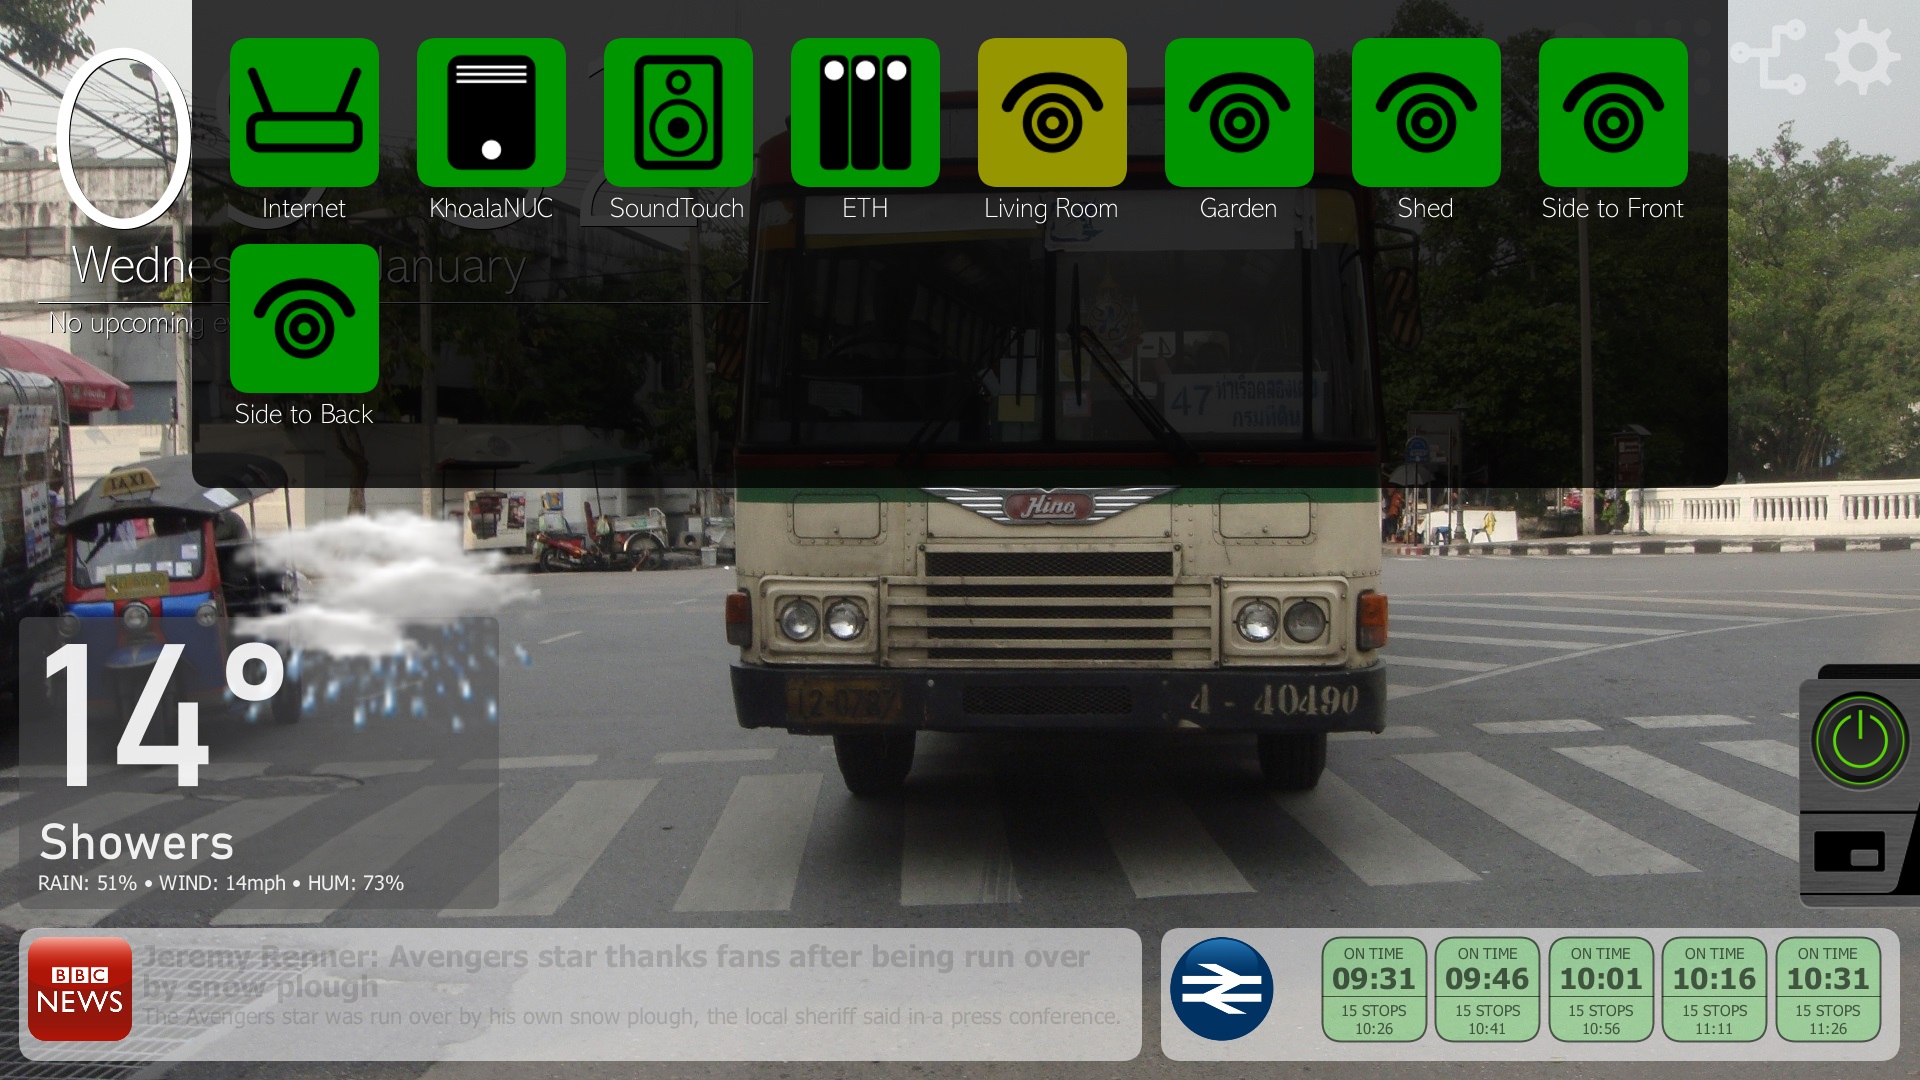 Internet
KhoalaNUC
SoundTouch
ETH
Living Room
Garden
Shed
Side to Front
Side to Back
0
Wednes
January
No upcoming e
47
TAXI
Hino
4 - 40490
14°
Showers
RAIN: 51% • WIND: 14mph • HUM: 73%
BBC
NEWS
Jeremy Renner: Avengers star thanks fans after being run over
by snow plough
The Avengers star was run over by his own snow plough, the local sheriff said in a press conference.
ON TIME
09:31
15 STOPS
10:26
ON TIME
09:46
15 STOPS
10:41
ON TIME
10:01
15 STOPS
10:56
ON TIME
10:16
15 STOPS
11:11
ON TIME
10:31
15 STOPS
11:26